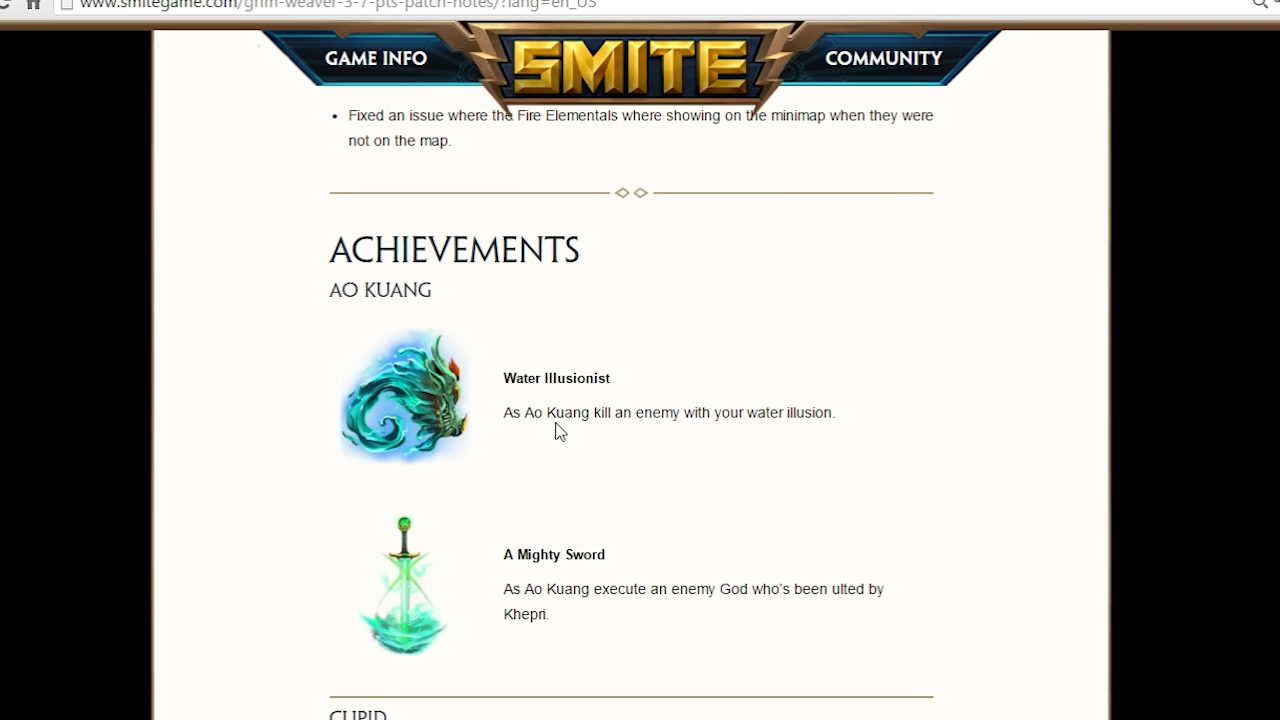 www.smitegame.com/grim-weaver-3-7-pts-patch-notes/?lang=en_US
GAME INFO
SMITE
COMMUNITY
Fixed an issue where the Fire Elementals where showing on the minimap when they were
not on the map.
ACHIEVEMENTS
AO KUANG
Water Illusionist
As Ao Kuang kill an enemy with your water illusion.
A Mighty Sword
As Ao Kuang execute an enemy God who's been ulted by
Khepri.
CUPID